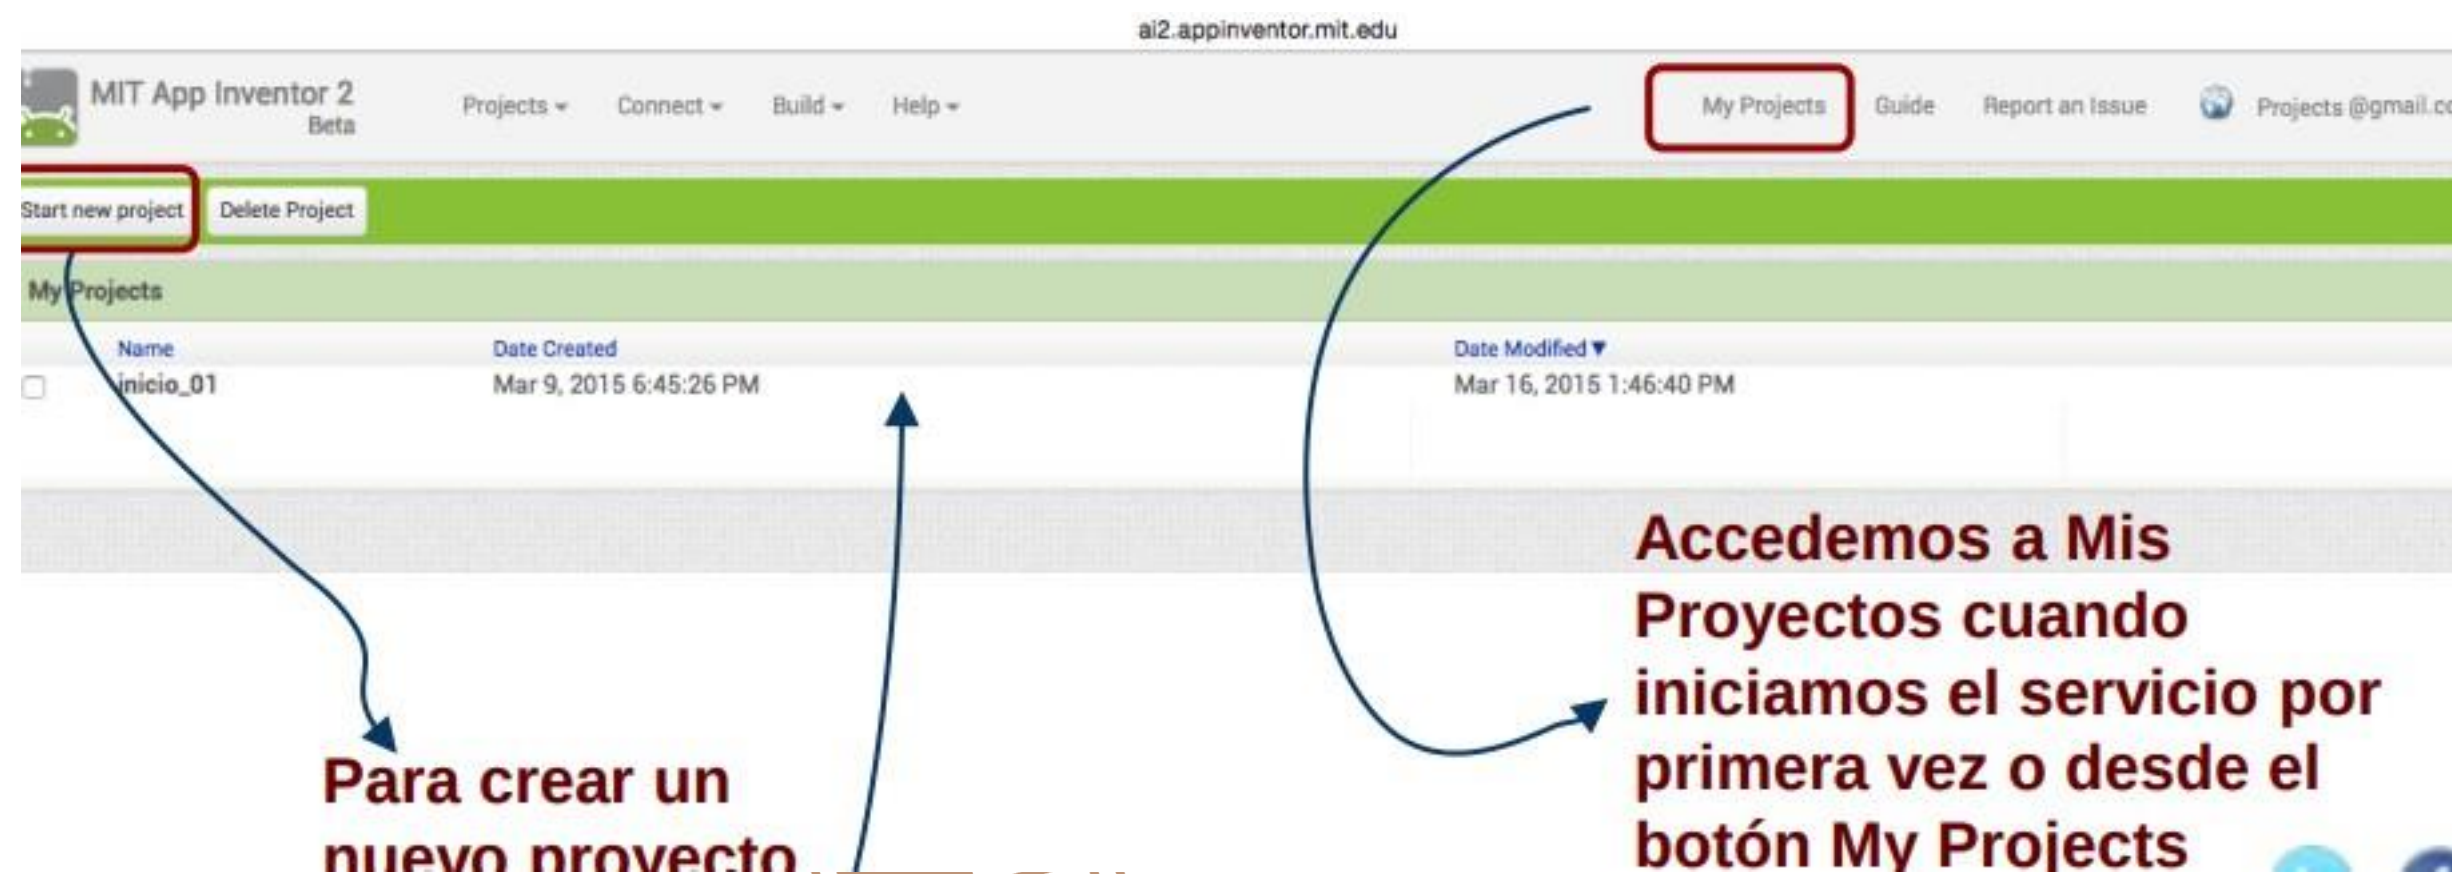 ai2.appinventor.mit.edu
MIT App Inventor 2
Beta
Projects Connect Build Help My Projects Guide Report an Issue Projects @gmail.co
Start new project Delete Project
My Projects
Name Date Created Date Modified
inicio_01 Mar 9, 2015 6:45:26 PM Mar 16, 2015 1:46:40 PM
Accedemos a Mis
Proyectos cuando
iniciamos el servicio por
primera vez o desde el
botón My Projects
Para crear un
nuevo proyecto